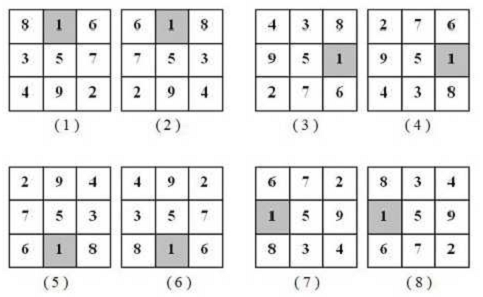 8 1 6 6 1 8 4 3 8 2 7 6
3 5 7 7 5 3 9 5 1 9 5 1
4 9 2 2 9 4 2 7 6 4 3 8
(1) (2) (3) (4)
2 9 4 4 9 2 6 7 2 8 3 4
7 5 3 3 5 7 1 5 9 1 5 9
6 1 8 8 1 6 8 3 4 6 7 2
(5) (6) (7) (8)